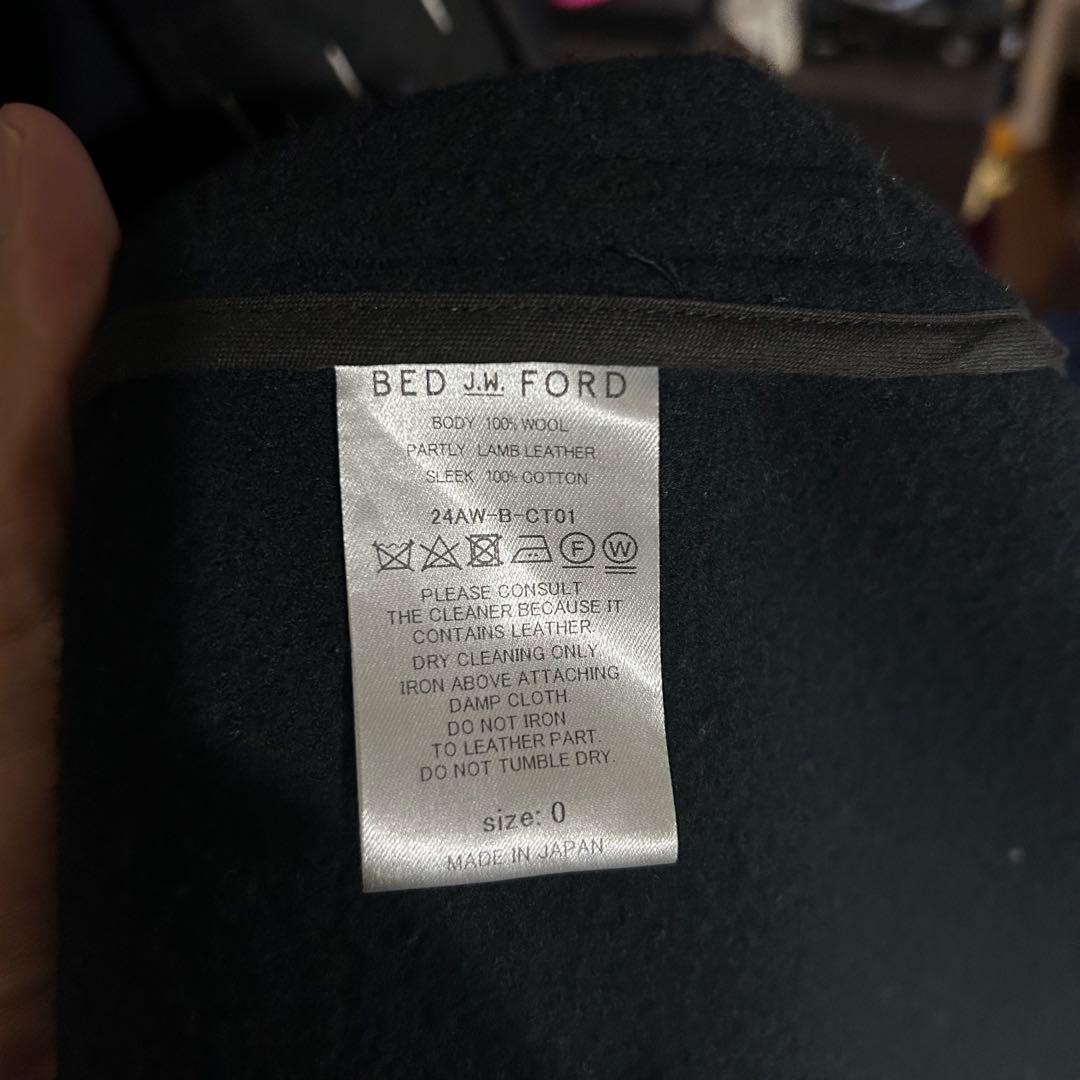 BED J.W. FORD
BODY 100% WOOL
PARTLY LAMB LEATHER
SLEEK 100% COTTON
24AW-B-CT01
F W
PLEASE CONSULT
THE CLEANER BECAUSE IT
CONTAINS LEATHER.
DRY CLEANING ONLY.
IRON ABOVE ATTACHING
DAMP CLOTH.
DO NOT IRON
TO LEATHER PART.
DO NOT TUMBLE DRY.
size: 0
MADE IN JAPAN